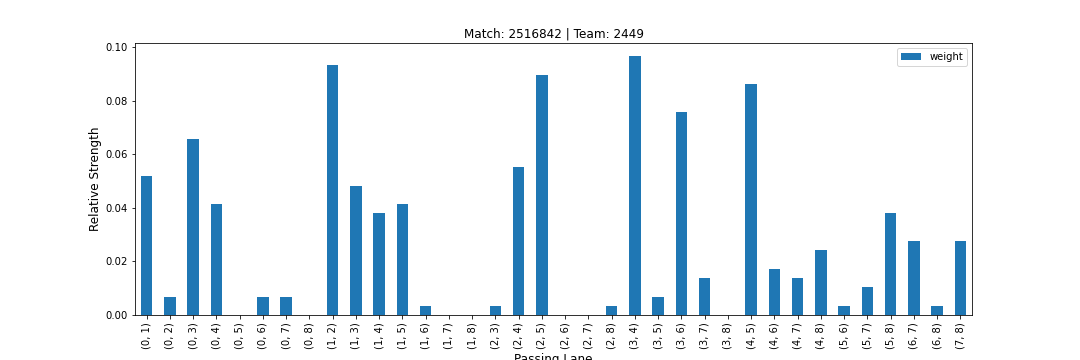 Match: 2516842 | Team: 2449
weight
Relative Strength
0.10
0.08
0.06
0.04
0.02
0.00
(0, 1) (0, 2) (0, 3) (0, 4) (0, 5) (0, 6) (0, 7) (0, 8) (1, 2) (1, 3) (1, 4) (1, 5) (1, 6) (1, 7) (1, 8) (2, 3) (2, 4) (2, 5) (2, 6) (2, 7) (2, 8) (3, 4) (3, 5) (3, 6) (3, 7) (3, 8) (4, 5) (4, 6) (4, 7) (4, 8) (5, 6) (5, 7) (5, 8) (6, 7) (6, 8) (7, 8)
Passing Lane